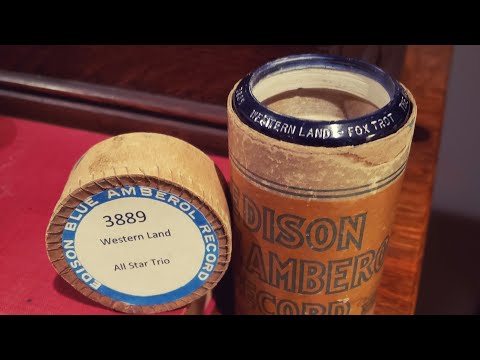 EDISON BLUE AMBEROL RECORD
3889
Western Land
All Star Trio
WESTERN LAND - FOX TROT
EDISON
AMBEROL
RECORD